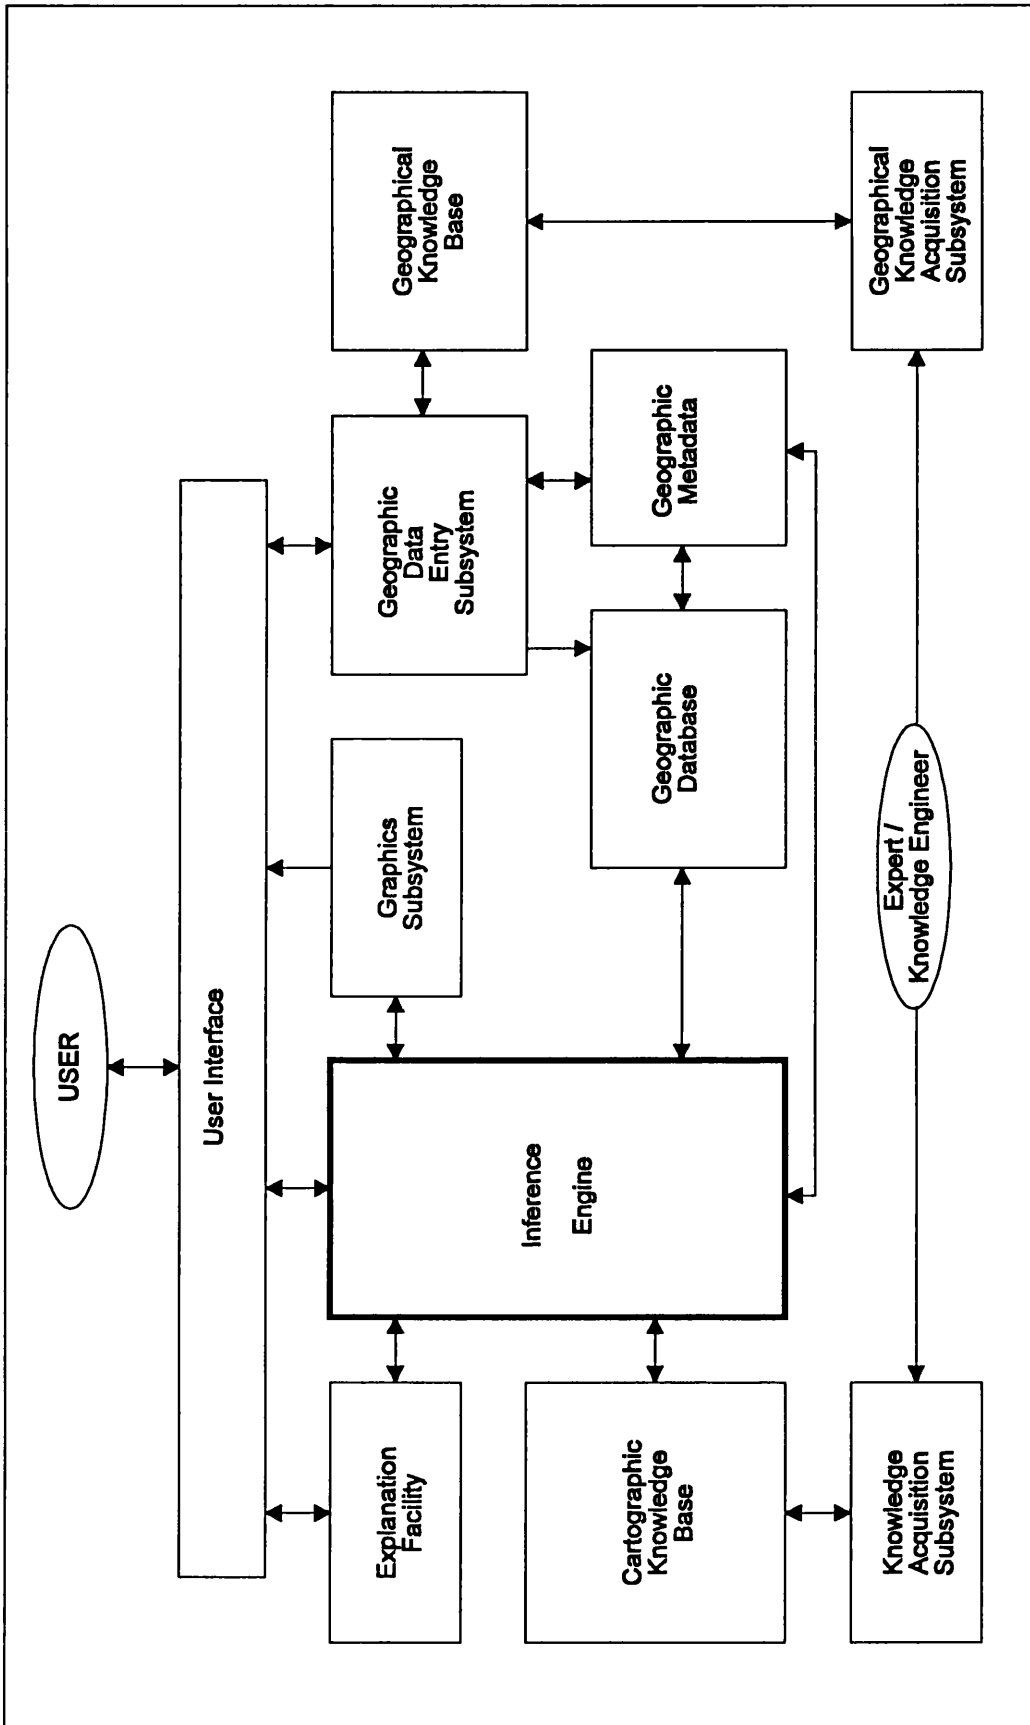 USER
User Interface
Explanation
Facility
Inference
Engine
Graphics
Subsystem
Geographic
Data
Entry
Subsystem
Geographical
Knowledge
Base
Cartographic
Knowledge
Base
Geographic
Database
Geographic
Metadata
Knowledge
Acquisition
Subsystem
Expert /
Knowledge Engineer
Geographical
Knowledge
Acquisition
Subsystem